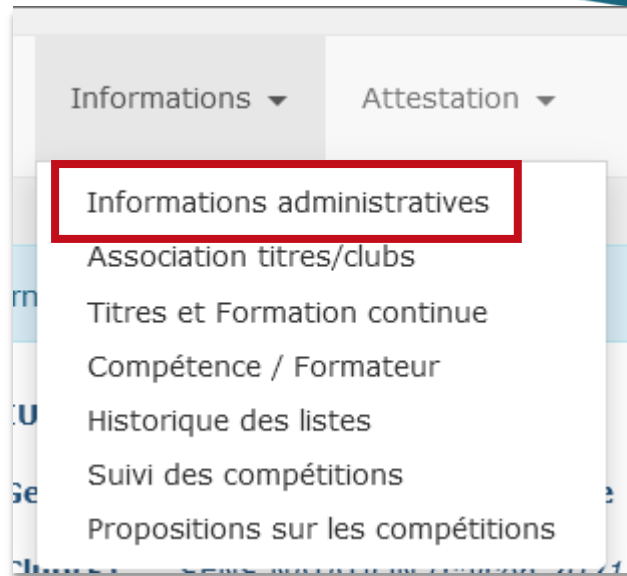 Informations Attestation
Informations administratives
Association titres/clubs
Titres et Formation continue
Compétence / Formateur
Historique des listes
Suivi des compétitions
Propositions sur les compétitions